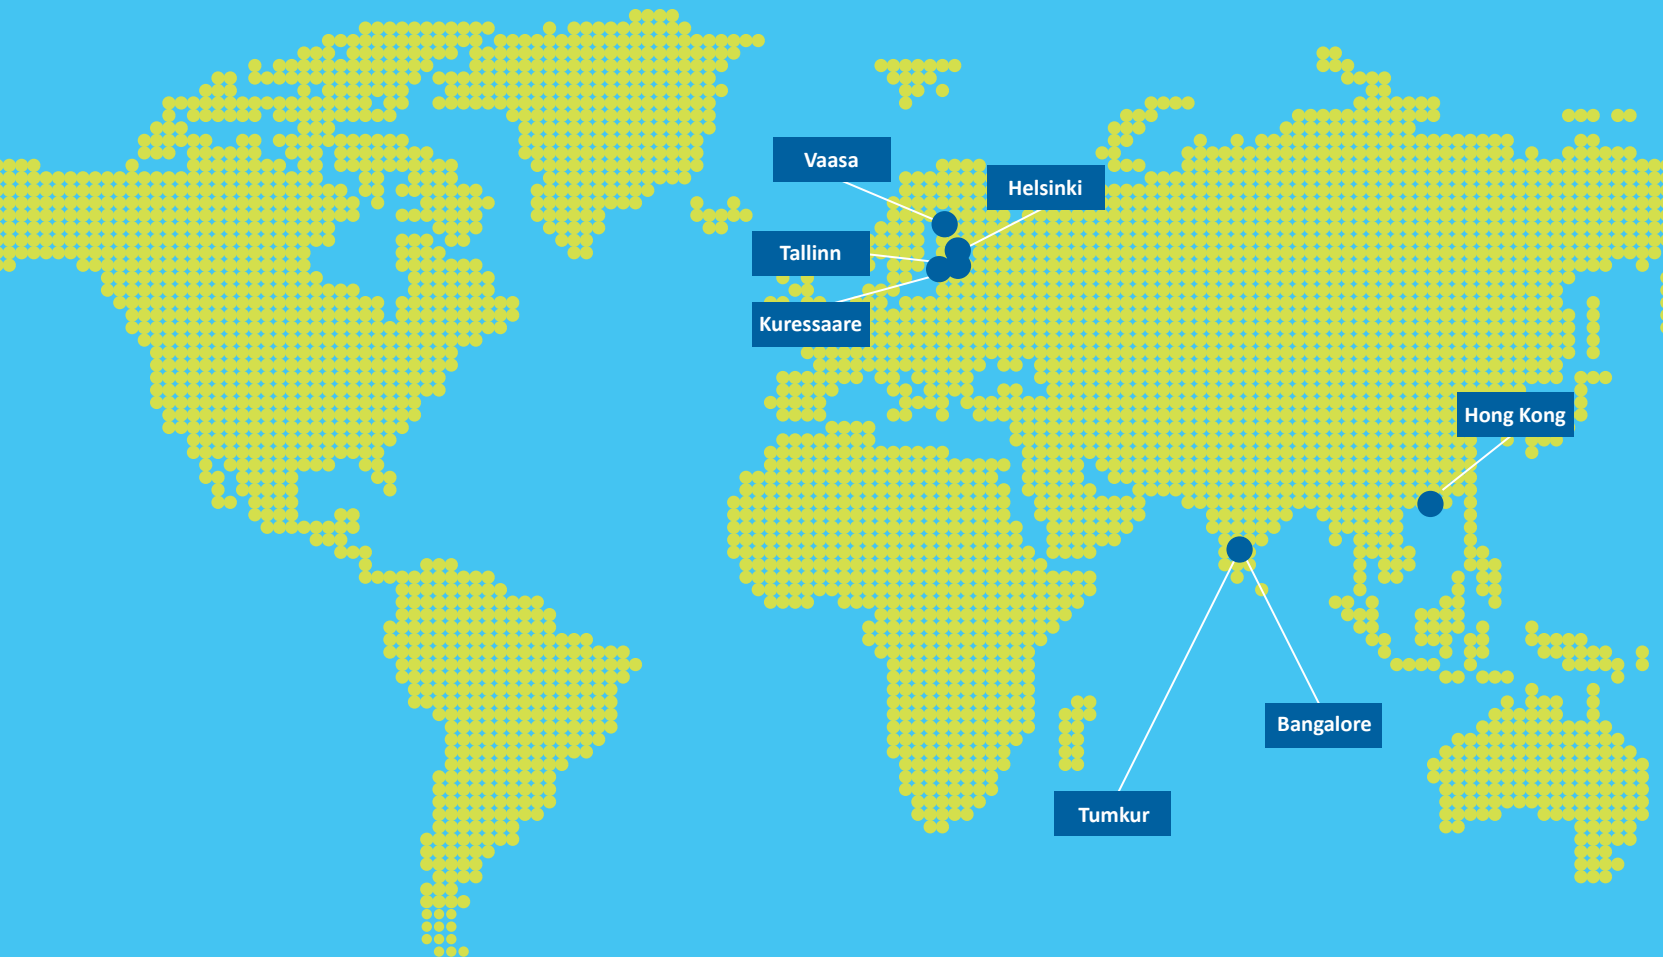 Vaasa
Helsinki
Tallinn
Kuressaare
Hong Kong
Bangalore
Tumkur